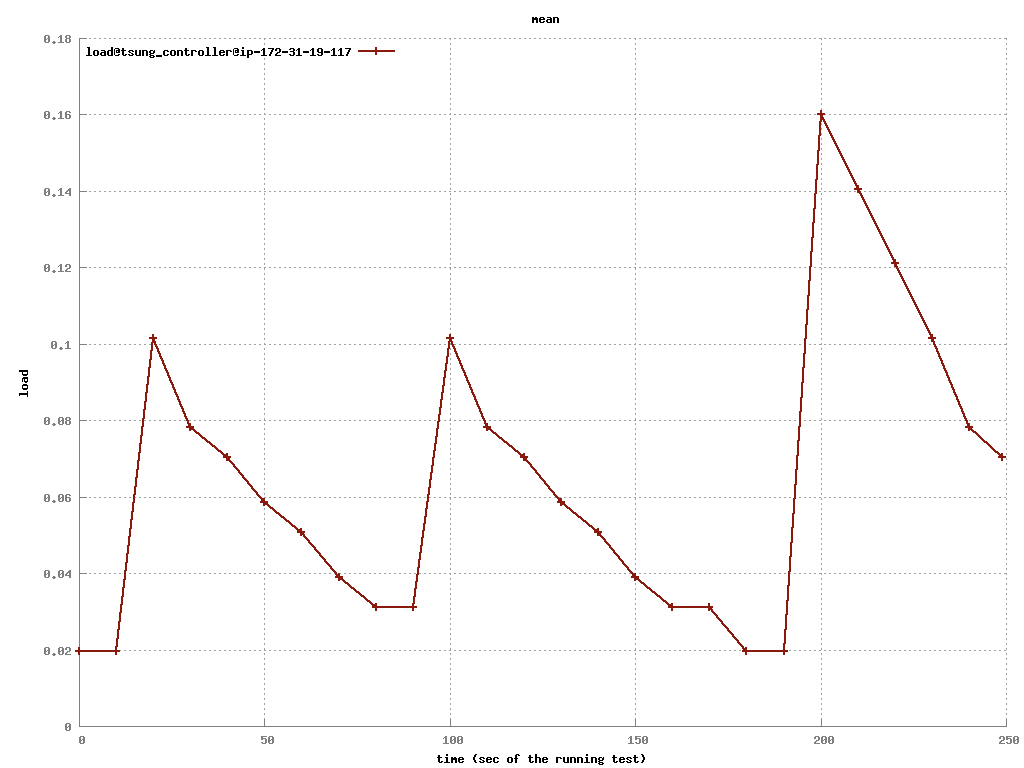 mean
load@tsung_controller@ip-172-31-19-117
0.18
0.16
0.14
0.12
0.1
0.08
0.06
0.04
0.02
0
load
0 50 100 150 200 250
time (sec of the running test)